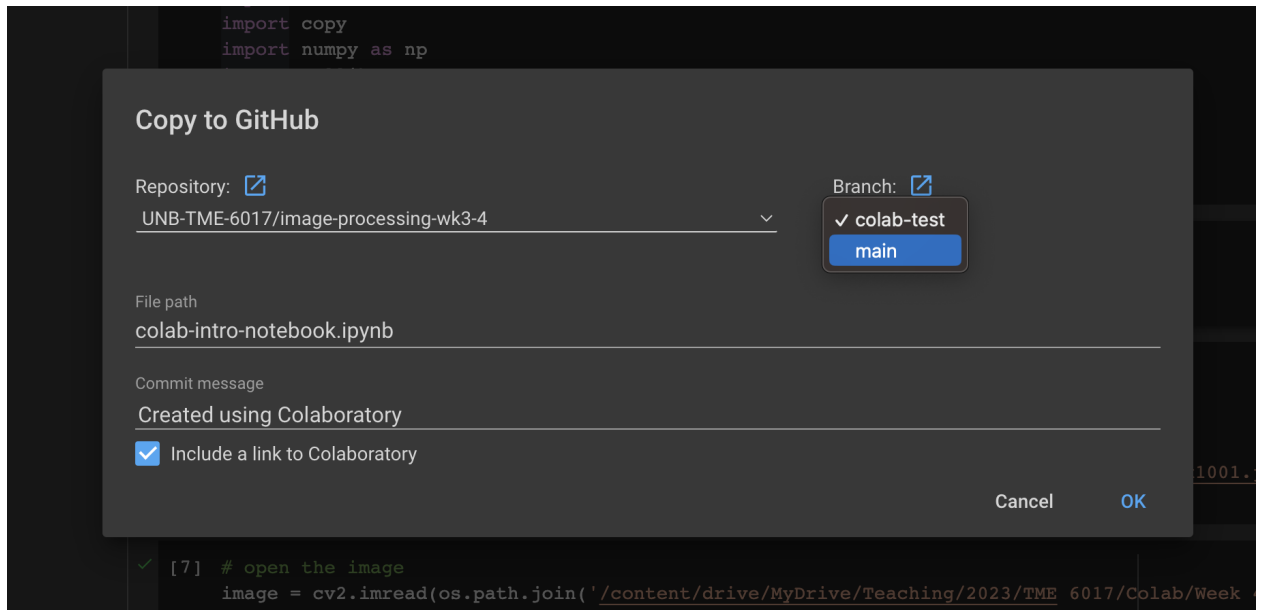 import copy
import numpy as np
Copy to GitHub
Repository:
Branch:
UNB-TME-6017/image-processing-wk3-4
colab-test
main
File path
colab-intro-notebook.ipynb
Commit message
Created using Colaboratory
Include a link to Colaboratory
1001.
Cancel OK
[7] # open the image
image = cv2.imread(os.path.join('/content/drive/MyDrive/Teaching/2023/TME 6017/Colab/Week